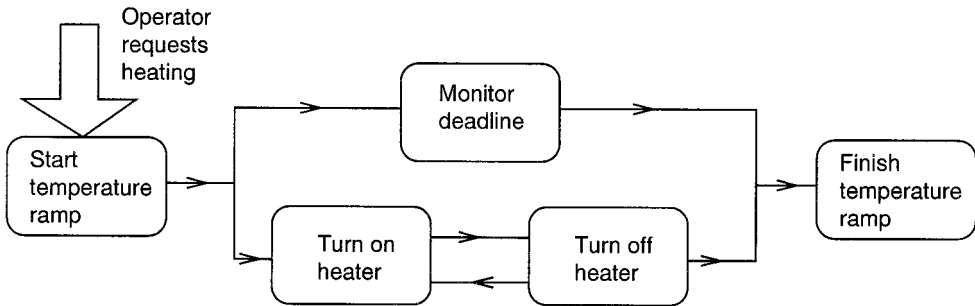 Operator
requests
heating
Monitor
deadline
Start
temperature
ramp
Finish
temperature
ramp
Turn on
heater
Turn off
heater